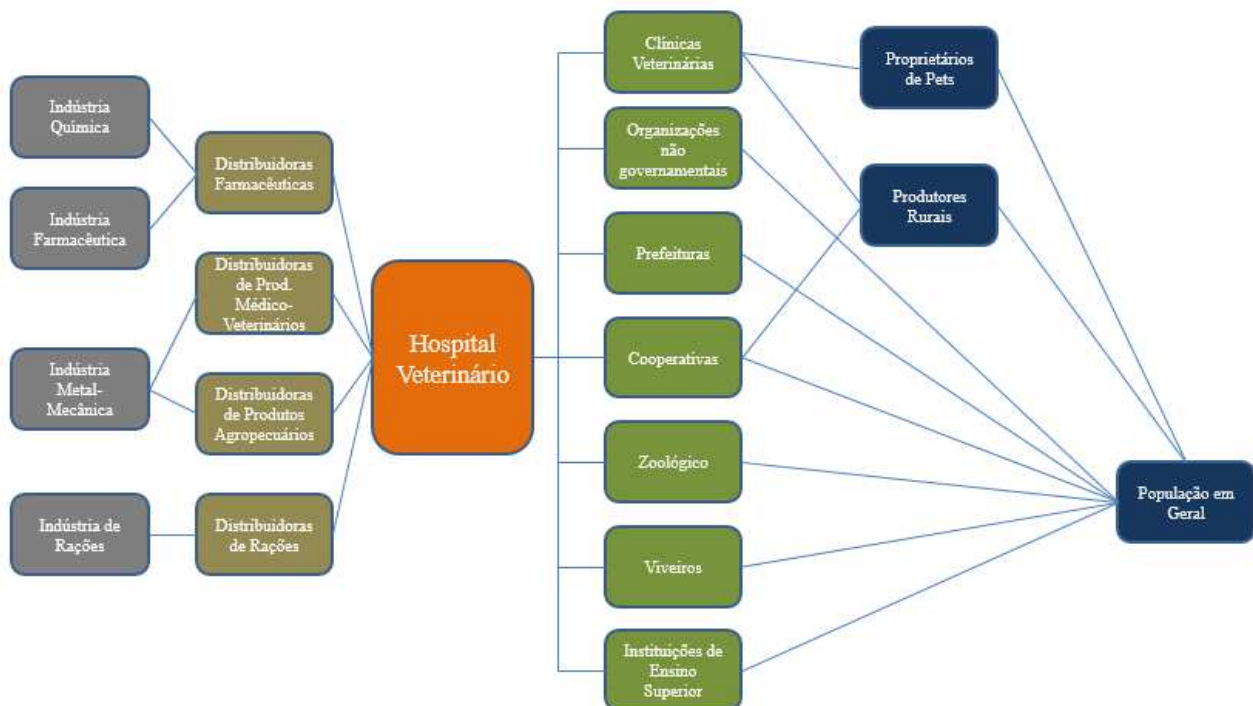 Indústria
Química
Indústria
Farmacêutica
Indústria
Metal-
Mecânica
Indústria de
Rações
Distribuidoras
Farmacêuticas
Distribuidoras
de Prod.
Médico-
Veterinários
Distribuidoras
de Produtos
Agropecuários
Distribuidoras
de Rações
Hospital
Veterinário
Clínicas
Veterinárias
Organizações
não
governamentais
Prefeituras
Cooperativas
Zoológico
Viveiros
Instituições de
Ensino
Superior
Proprietários
de Pets
Produtores
Rurais
População em
Geral